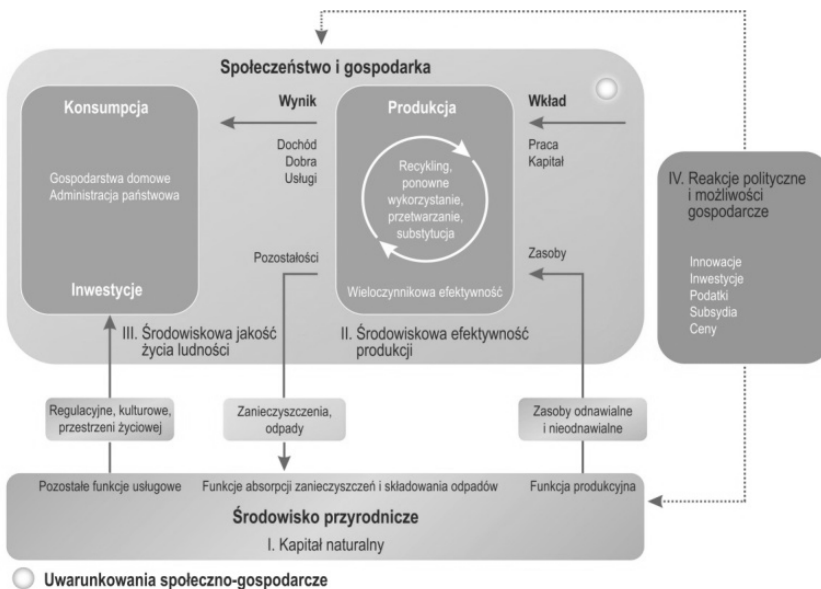 Społeczeństwo i gospodarka
Konsumpcja
Gospodarstwa domowe
Administracja państwowa
Inwestycje
Wynik
Dochód
Dobra
Usługi
Pozostałości
Produkcja
Recykling,
ponowne
wykorzystanie,
przetwarzanie,
substytucja
Wieloczynnikowa efektywność
Wkład
Praca
Kapitał
Zasoby
III. Środowiskowa jakość
życia ludności
II. Środowiskowa efektywność
produkcji
IV. Reakcje polityczne
i możliwości
gospodarcze
Innowacje
Inwestycje
Podatki
Subsydia
Ceny
Regulacyjne, kulturowe,
przestrzeni życiowej
Zanieczyszczenia,
odpady
Zasoby odnawialne
i nieodnawialne
Pozostałe funkcje usługowe
Funkcje absorpcji zanieczyszczeń i składowania odpadów
Funkcja produkcyjna
Środowisko przyrodnicze
I. Kapitał naturalny
Uwarunkowania społeczno-gospodarcze